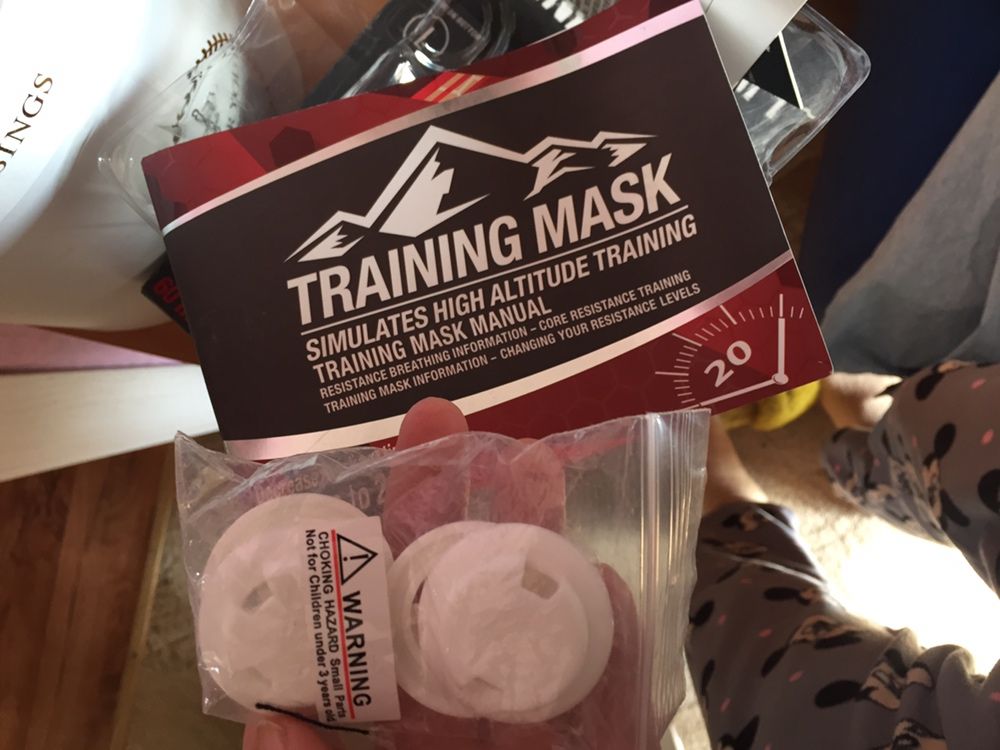 SINGS
TRAINING MASK
SIMULATES HIGH ALTITUDE TRAINING
TRAINING MASK MANUAL
RESISTANCE BREATHING INFORMATION – CORE RESISTANCE TRAINING
TRAINING MASK INFORMATION – CHANGING YOUR RESISTANCE LEVELS
20
WARNING
CHOKING HAZARD Small Parts
Not for Children under 3 years old